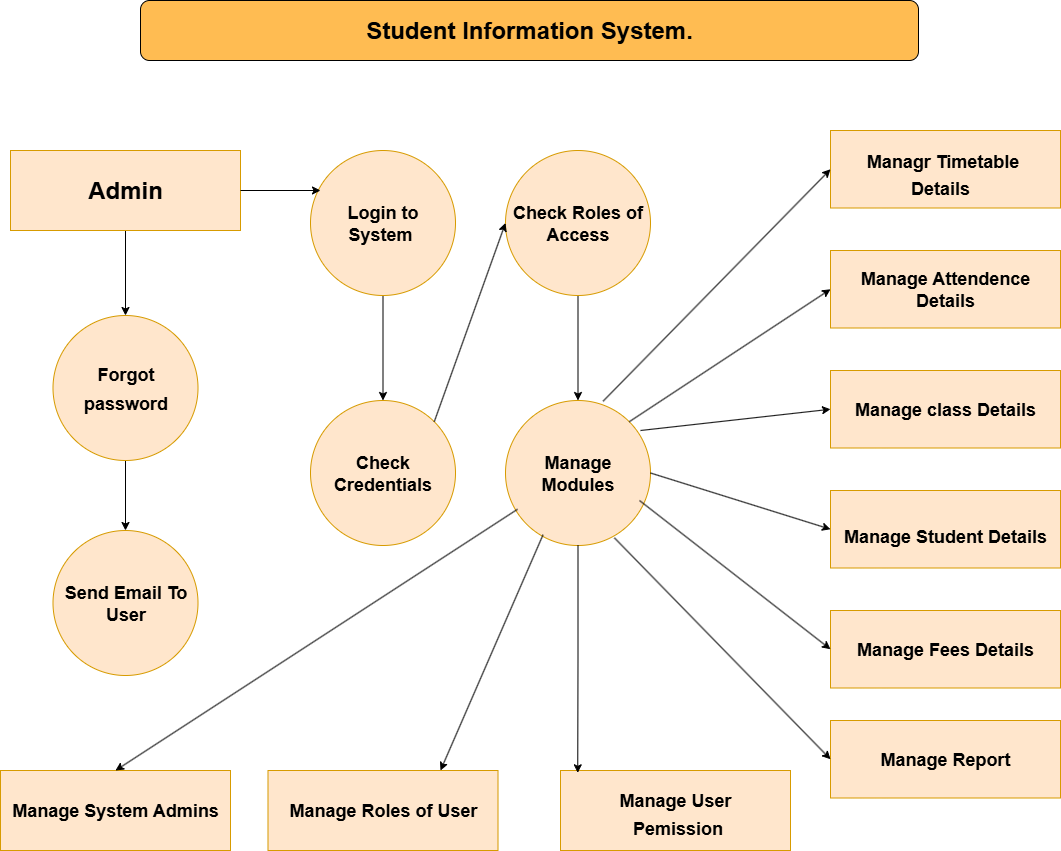 Student Information System.
Admin
Login to
System
Check Roles of
Access
Managr Timetable
Details
Manage Attendence
Details
Forgot
password
Check
Credentials
Manage
Modules
Manage class Details
Manage Student Details
Send Email To
User
Manage Fees Details
Manage Report
Manage System Admins
Manage Roles of User
Manage User
Pemission